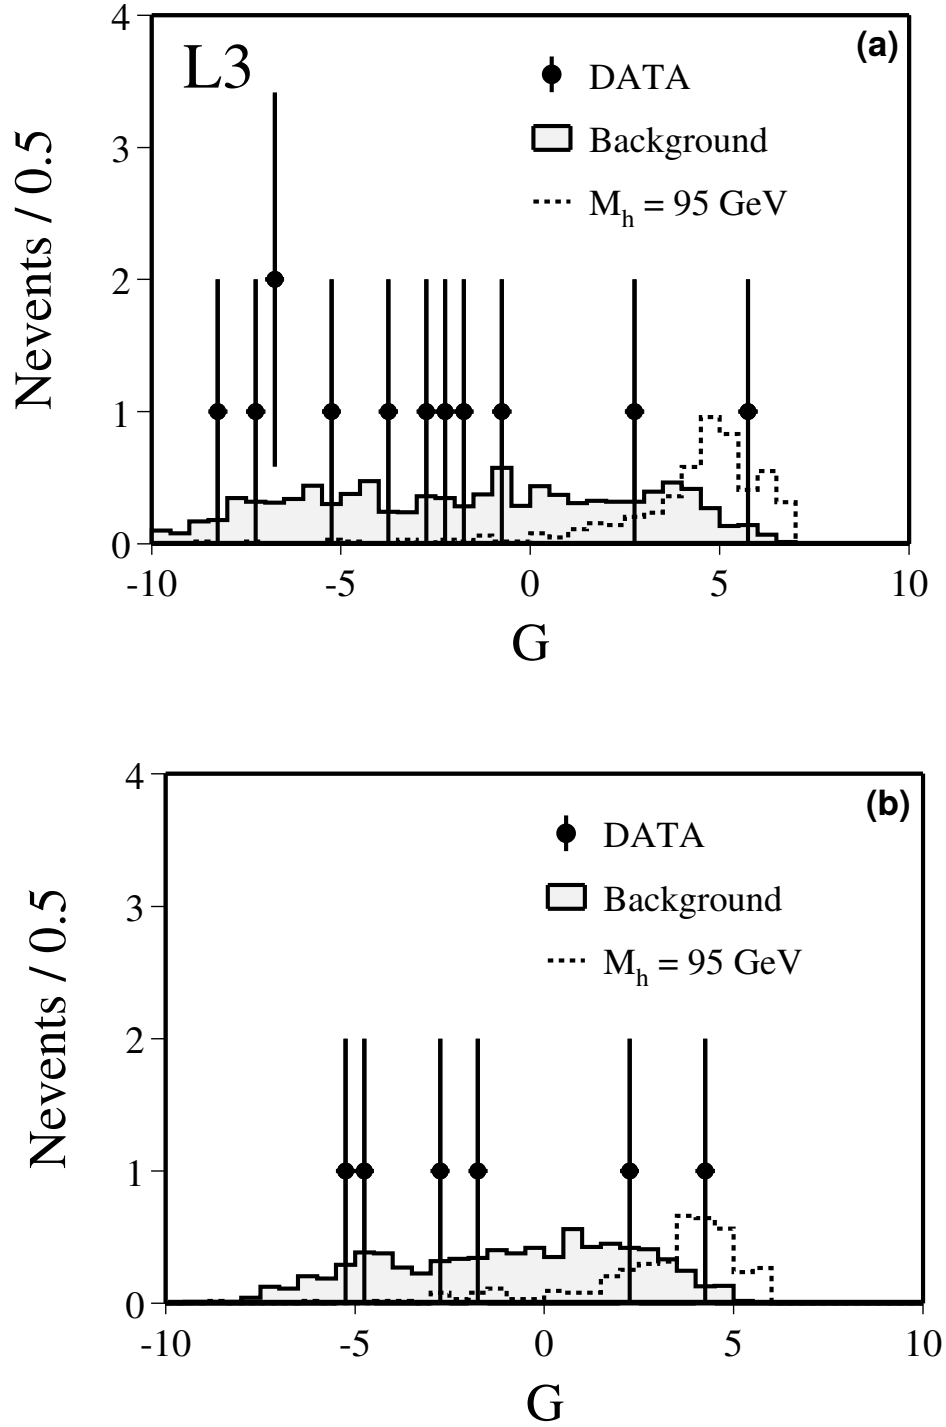 L3
(a)
DATA
Background
M_h = 95 GeV
Nevents / 0.5
4
3
2
1
0
-10 -5 0 5 10
G
(b)
DATA
Background
M_h = 95 GeV
Nevents / 0.5
4
3
2
1
0
-10 -5 0 5 10
G